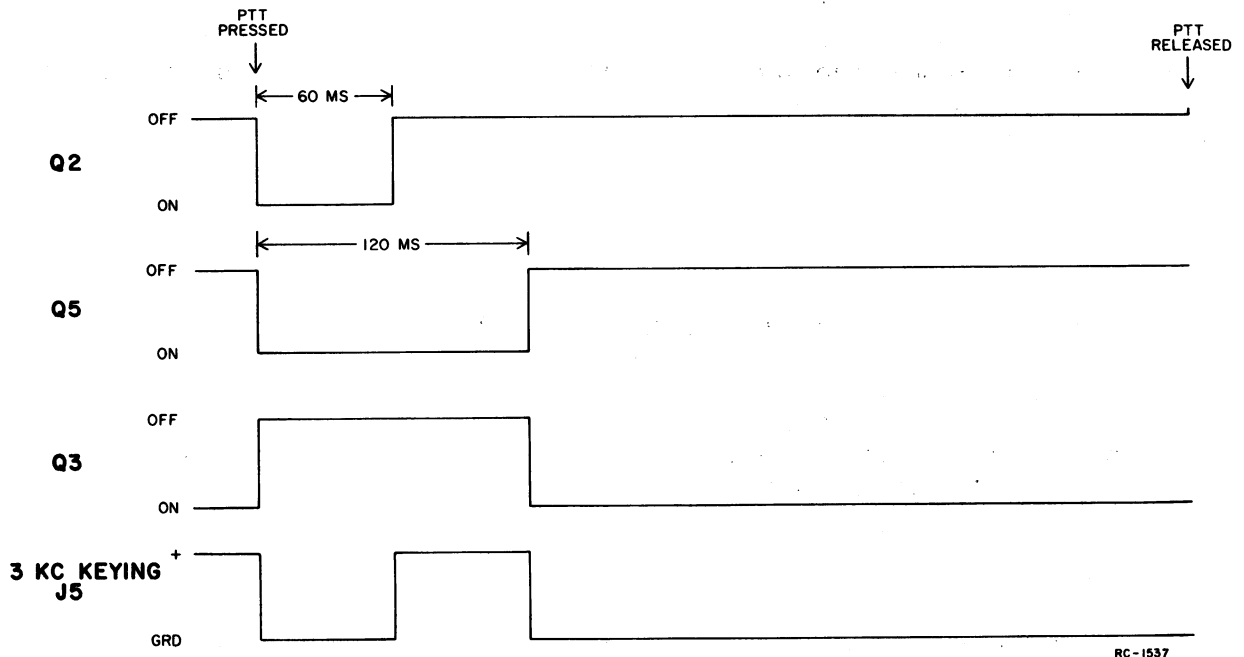 PTT
PRESSED
PTT
RELEASED
60 MS
OFF
Q2
ON
120 MS
OFF
Q5
ON
OFF
Q3
ON
+
3 KC KEYING
J5
GRD
RC-1537